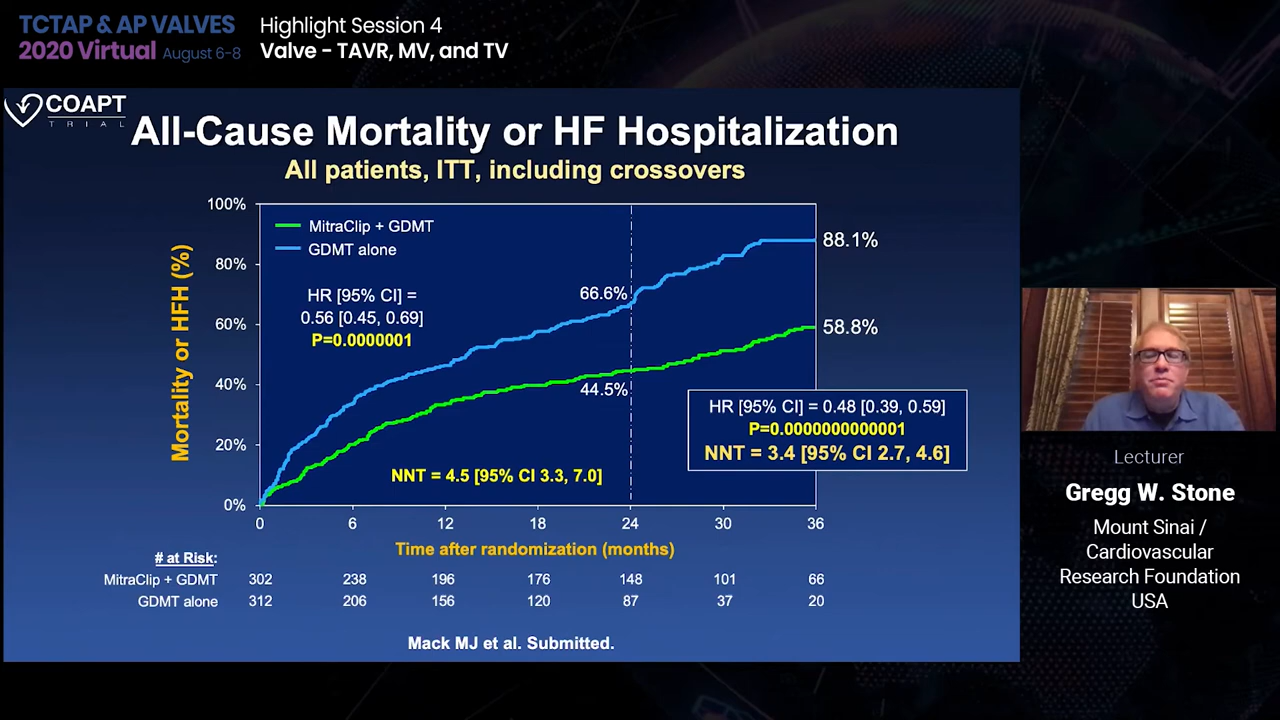 TCTAP & AP VALVES
2020 Virtual August 6-8
Highlight Session 4
Valve - TAVR, MV, and TV
COAPT
TRIAL
All-Cause Mortality or HF Hospitalization
All patients, ITT, including crossovers
Mortality or HFH (%)
100%
80%
60%
40%
20%
0%
MitraClip + GDMT
GDMT alone
HR [95% CI] =
0.56 [0.45, 0.69]
P=0.0000001
66.6%
44.5%
88.1%
58.8%
HR [95% CI] = 0.48 [0.39, 0.59]
P=0.0000000000001
NNT = 3.4 [95% CI 2.7, 4.6]
NNT = 4.5 [95% CI 3.3, 7.0]
0 6 12 18 24 30 36
Time after randomization (months)
# at Risk:
MitraClip + GDMT 302 238 196 176 148 101 66
GDMT alone 312 206 156 120 87 37 20
Mack MJ et al. Submitted.
Lecturer
Gregg W. Stone
Mount Sinai /
Cardiovascular
Research Foundation
USA